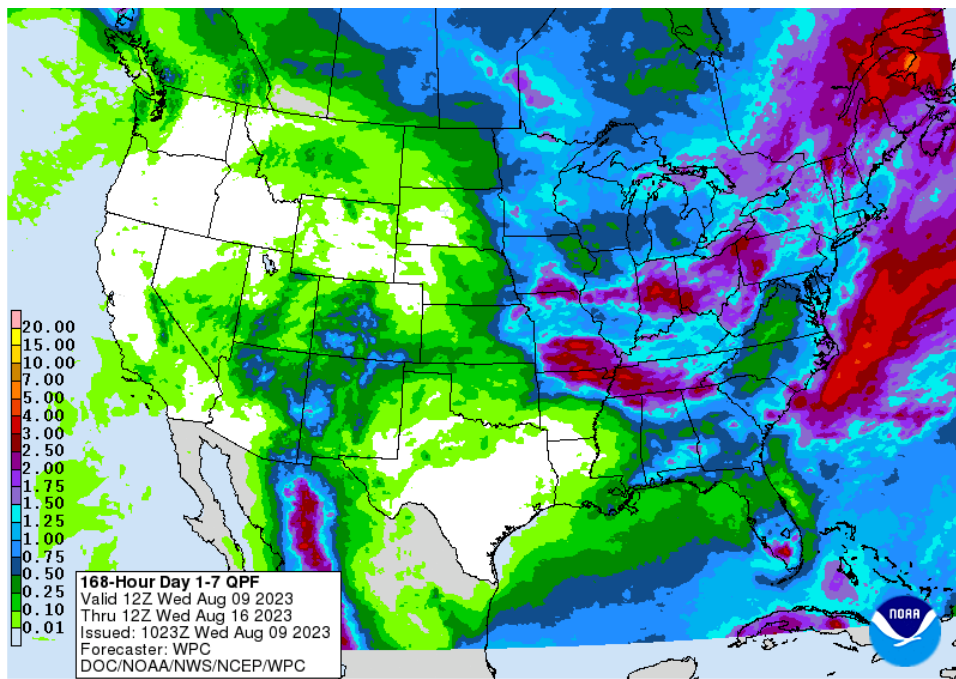 20.00
15.00
10.00
7.00
5.00
4.00
3.00
2.50
2.00
1.75
1.50
1.25
1.00
0.75
0.50
0.25
0.10
0.01
168-Hour Day 1-7 QPF
Valid 12Z Wed Aug 09 2023
Thru 12Z Wed Aug 16 2023
Issued: 1023Z Wed Aug 09 2023
Forecaster: WPC
DOC/NOAA/NWS/NCEP/WPC
NOAA